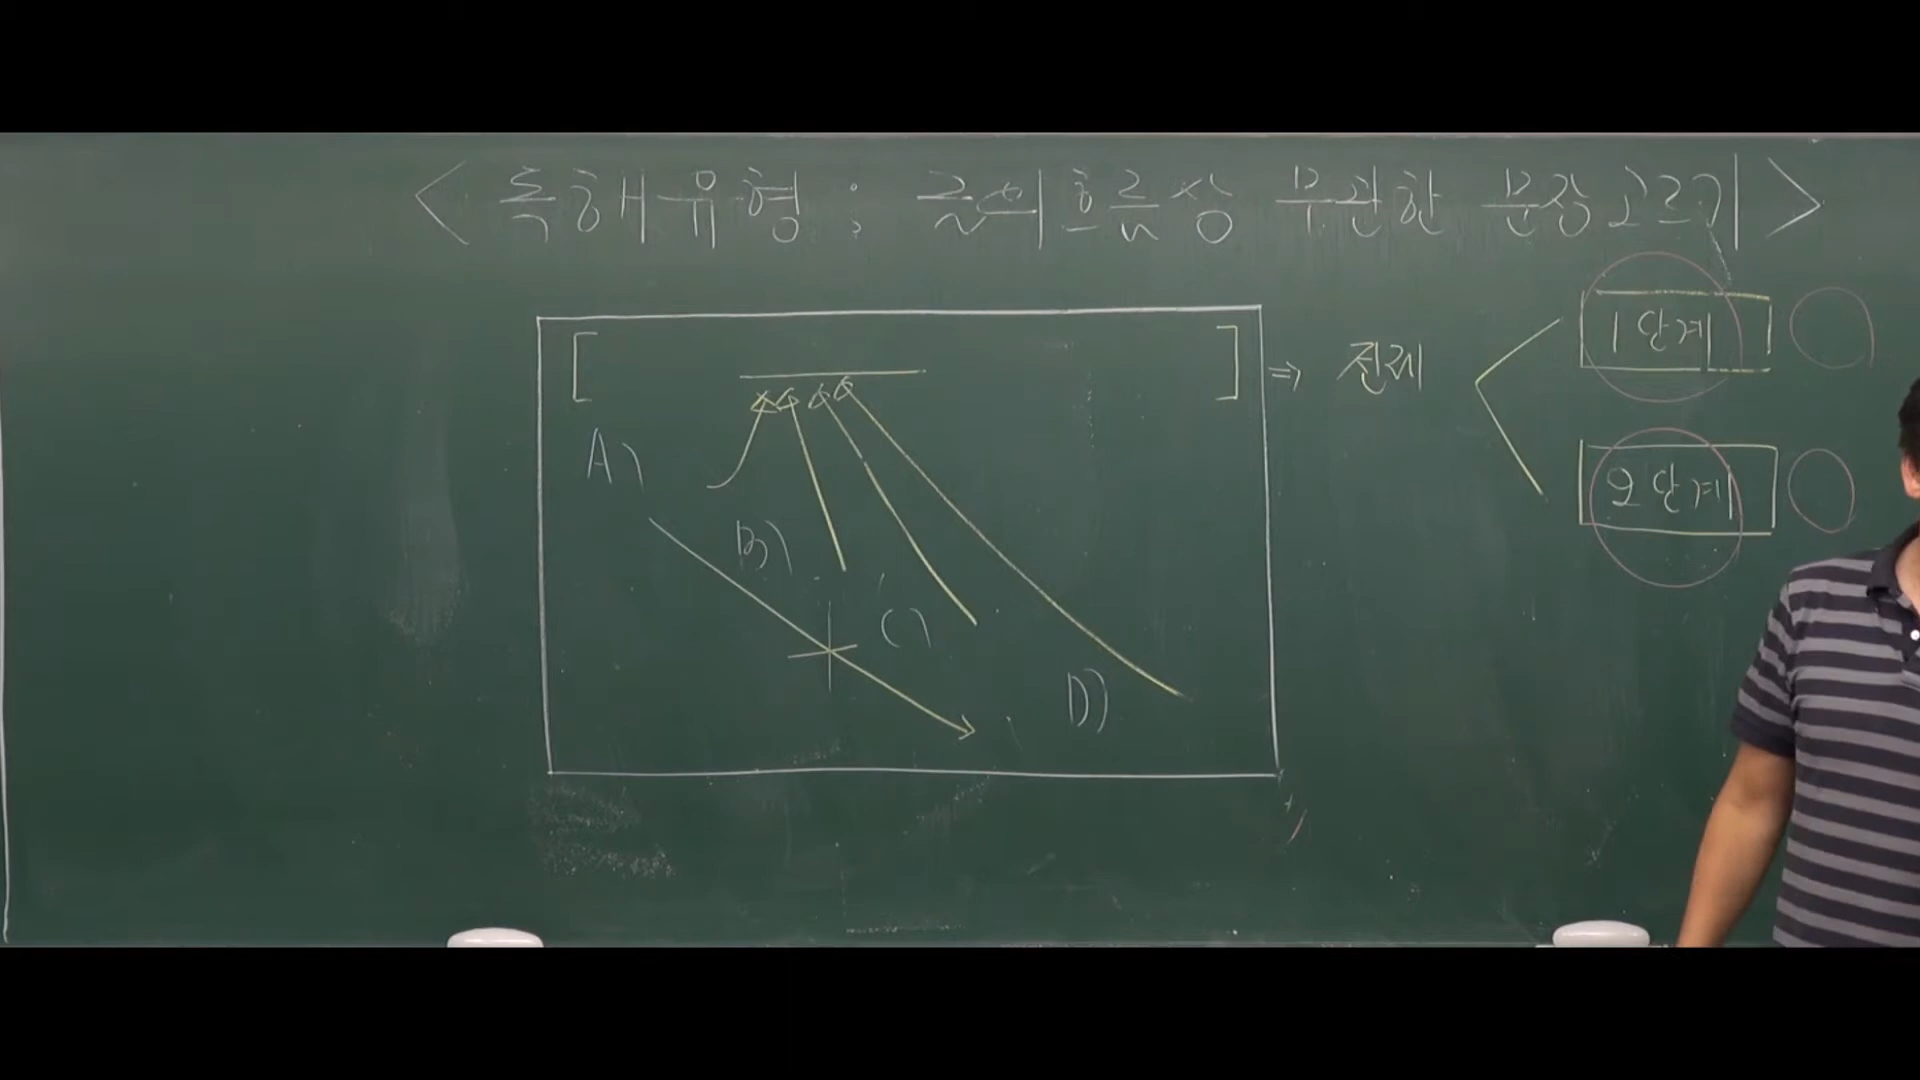 < 독해유형 : 글의흐름상 무관한 문장고르기 >
[ ] ⇒ 전제
1단계
2단계
A)
B)
C)
D)